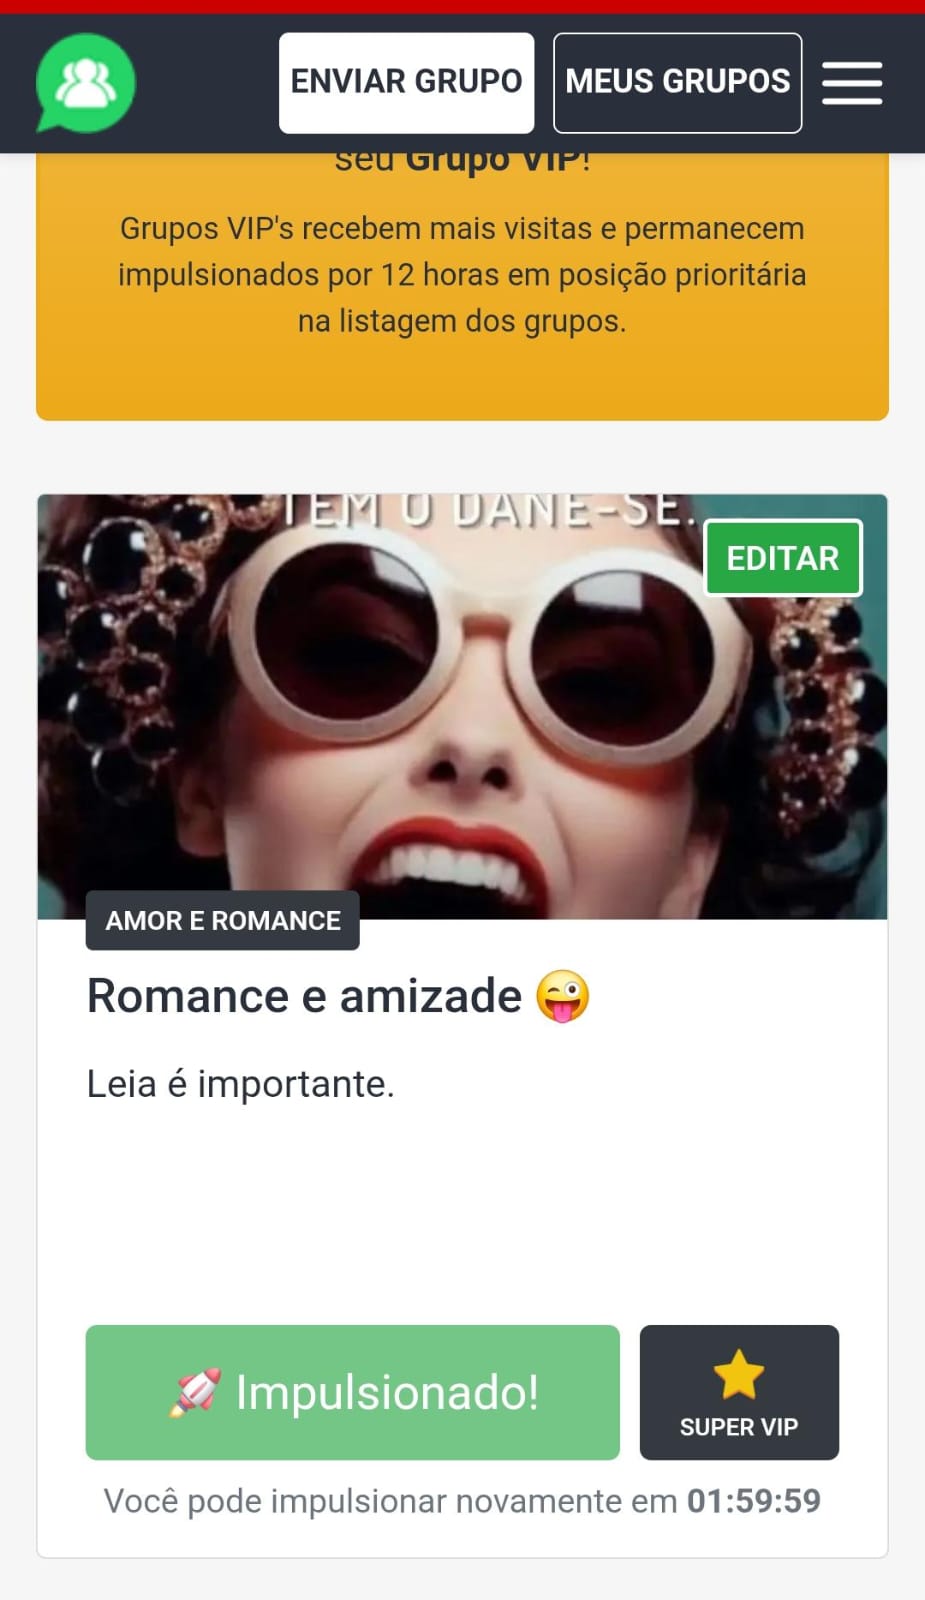 ENVIAR GRUPO
MEUS GRUPOS
seu Grupo VIP!
Grupos VIP's recebem mais visitas e permanecem
impulsionados por 12 horas em posição prioritária
na listagem dos grupos.
TEM O DANE-SE.
EDITAR
AMOR E ROMANCE
Romance e amizade 😜
Leia é importante.
🚀 Impulsionado!
⭐
SUPER VIP
Você pode impulsionar novamente em 01:59:59